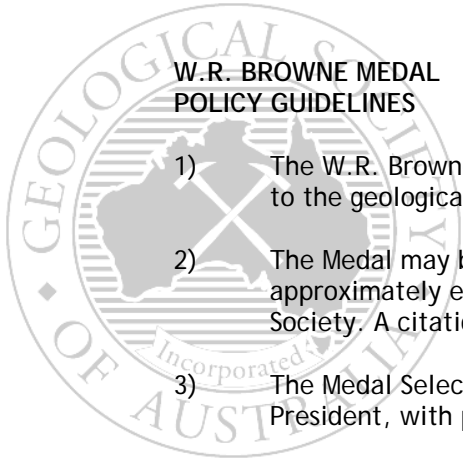 GEOLOGICAL SOCIETY
OF AUSTRALIA
Incorporated
W.R. BROWNE MEDAL
POLICY GUIDELINES
1) The W.R. Brown
to the geologica
2) The Medal may b
approximately e
Society. A citati
3) The Medal Selec
President, with p